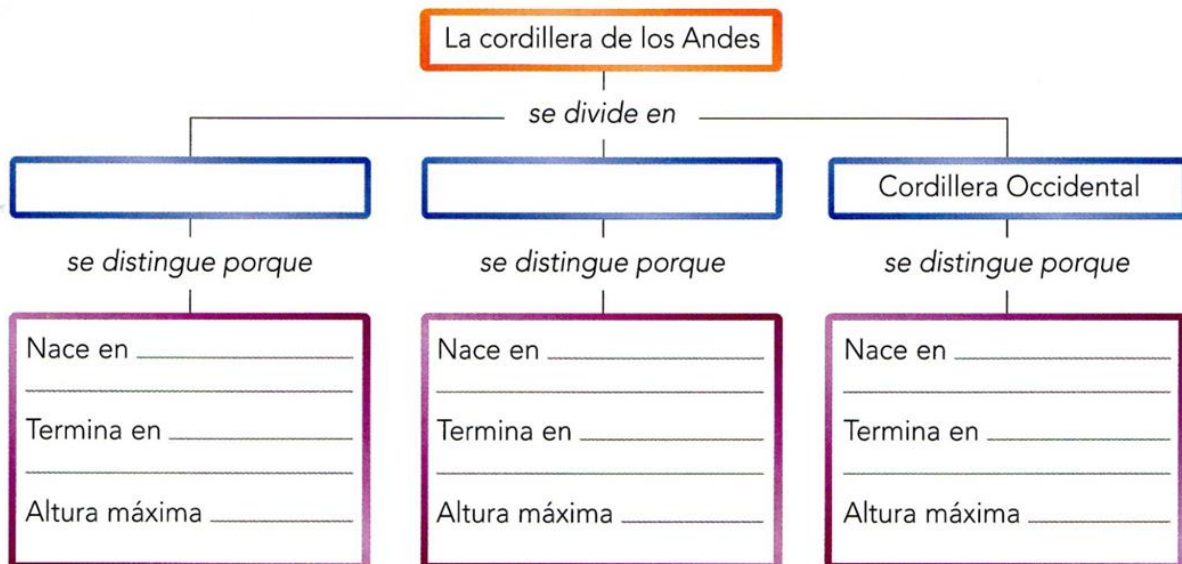 La cordillera de los Andes
se divide en
Cordillera Occidental
se distingue porque
se distingue porque
se distingue porque
Nace en
Termina en
Altura máxima
Nace en
Termina en
Altura máxima
Nace en
Termina en
Altura máxima